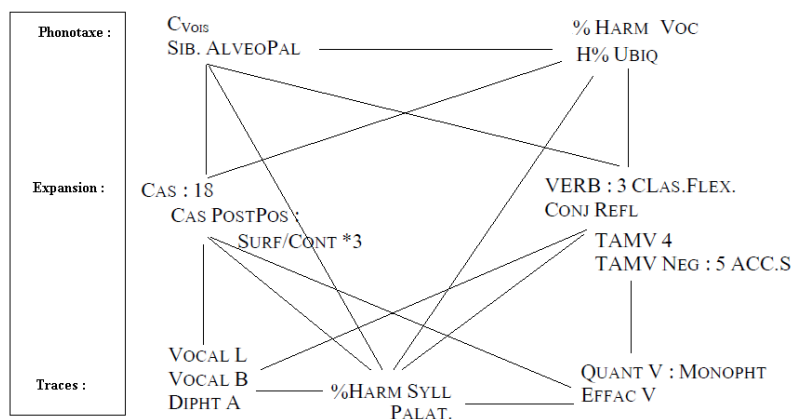 Phonotaxe :
CVOIS
SIB. ALVEOPAL
% HARM VOC
H% UBIQ
Expansion :
CAS : 18
CAS POSTPOS :
SURF/CONT *3
VERB : 3 CLAS.FLEX.
CONJ REFL
TAMV 4
TAMV NEG : 5 ACC.S
Traces :
VOCAL L
VOCAL B
DIPHT A
%HARM SYLL
PALAT.
QUANT V : MONOPHT
EFFAC V